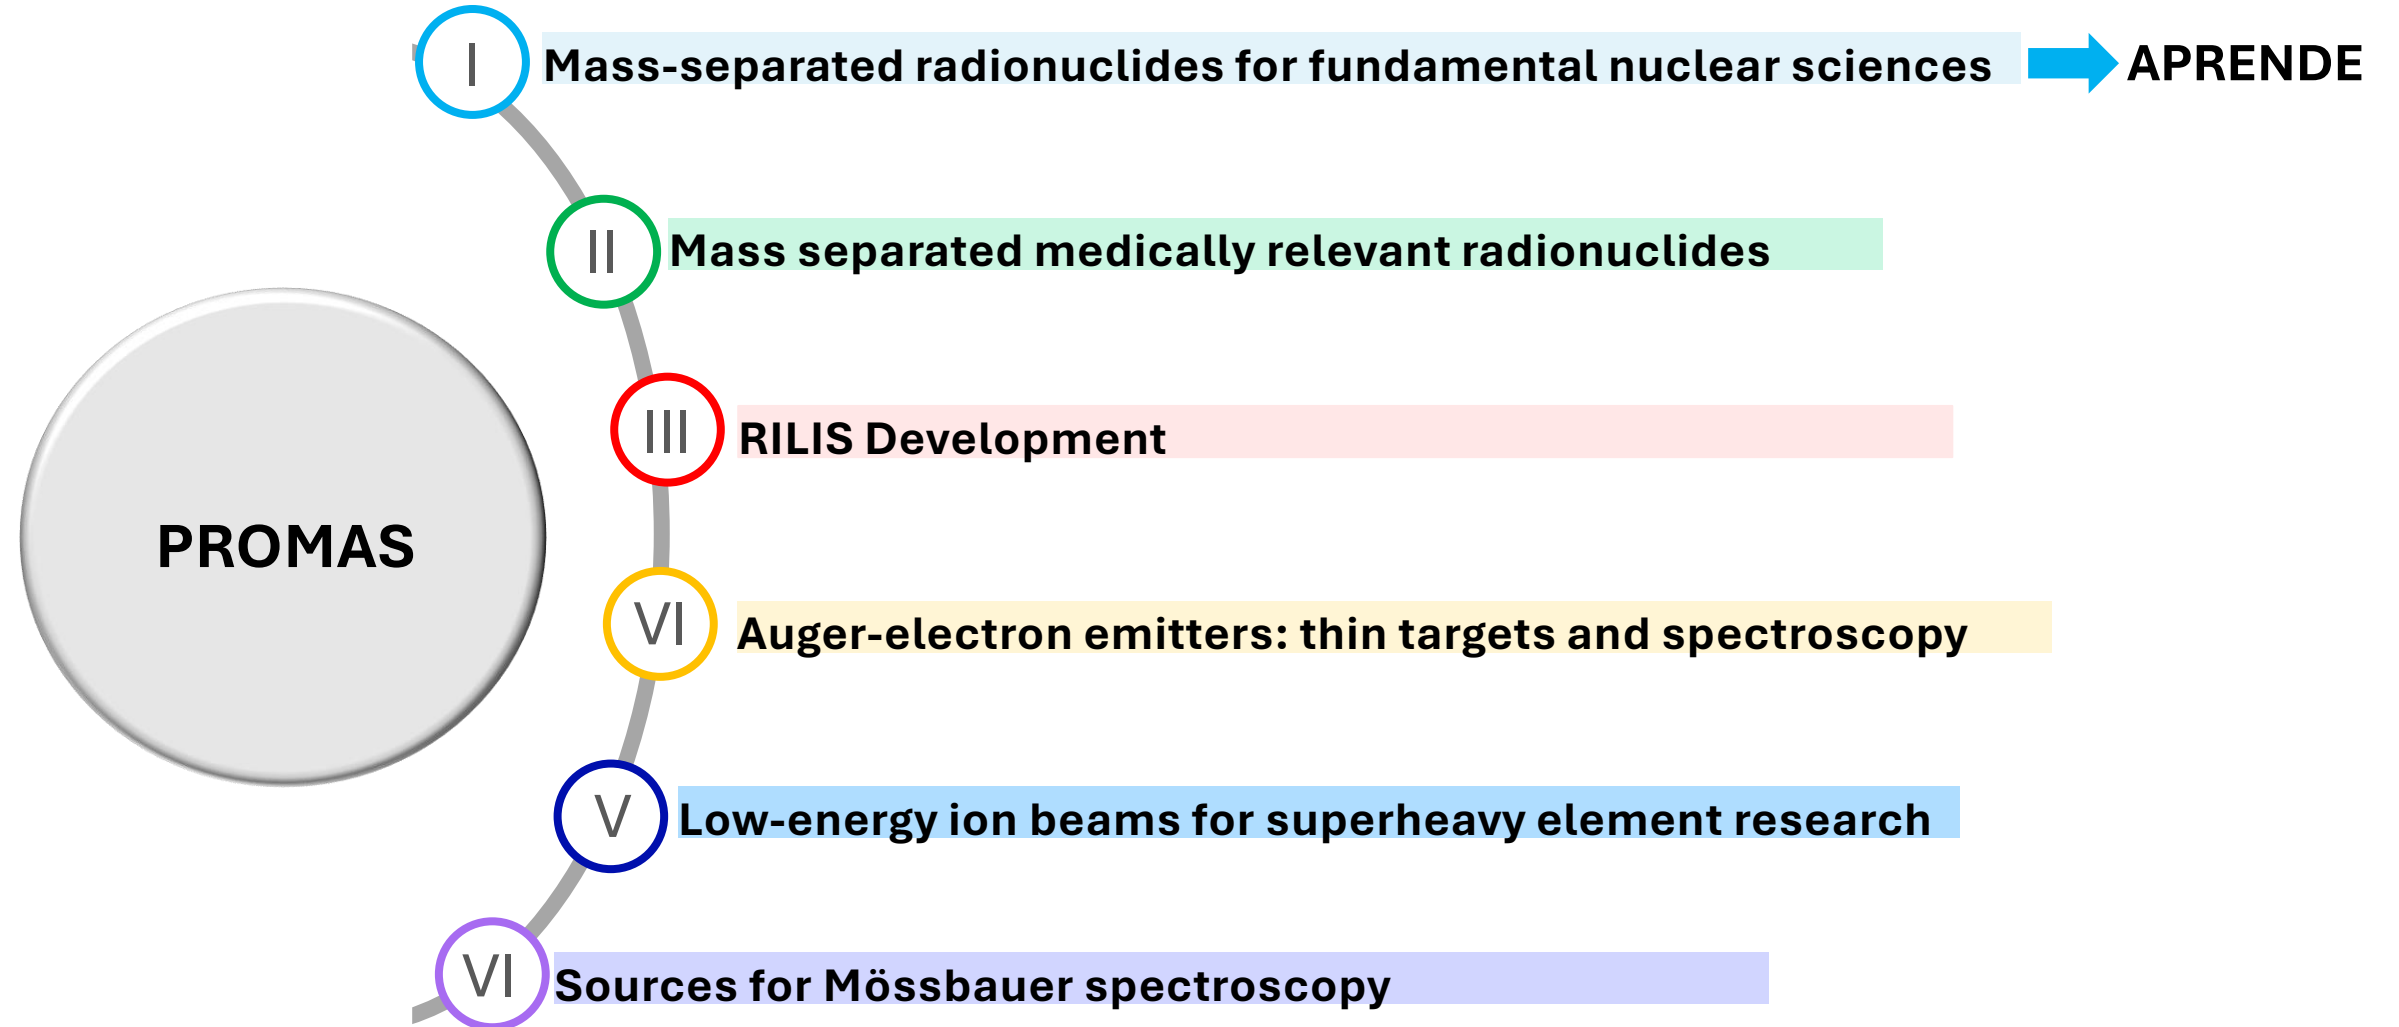 I
Mass-separated radionuclides for fundamental nuclear sciences
APRENDE
II
Mass separated medically relevant radionuclides
III
RILIS Development
PROMAS
VI
Auger-electron emitters: thin targets and spectroscopy
V
Low-energy ion beams for superheavy element research
VI
Sources for Mössbauer spectroscopy